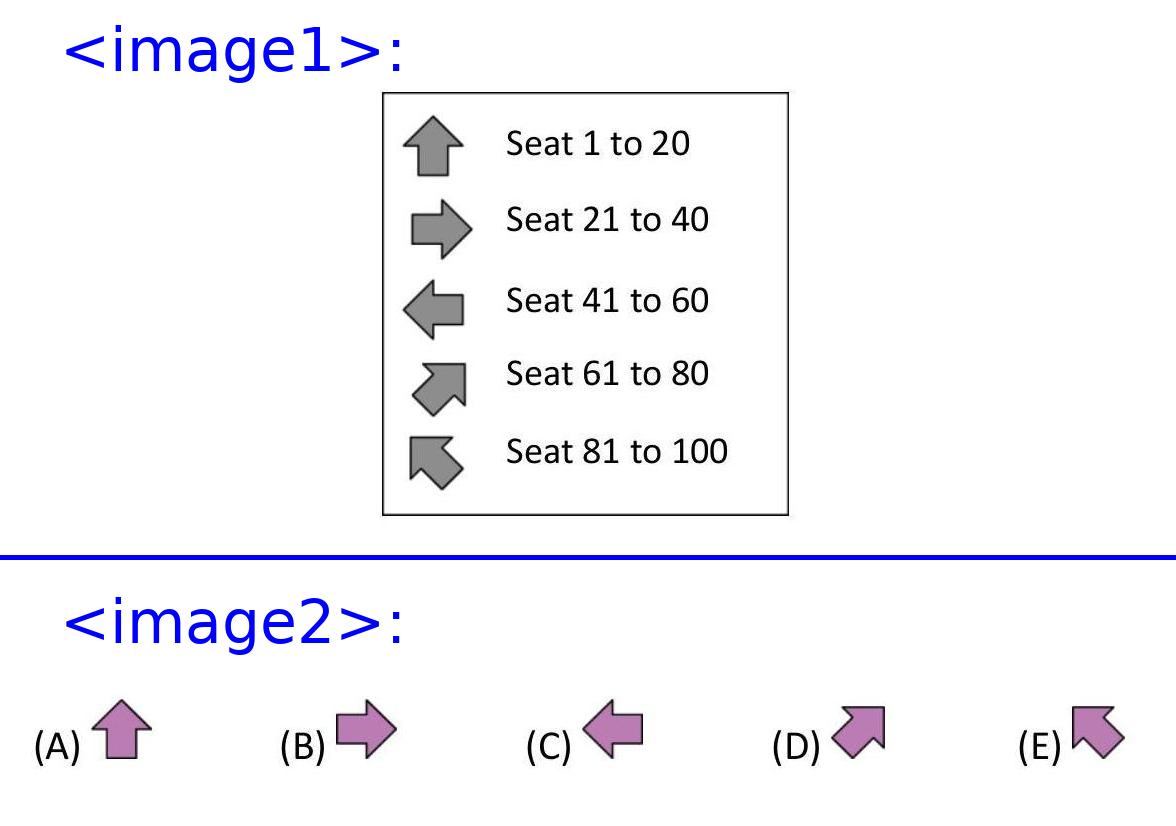 <image1>:
Seat 1 to 20
Seat 21 to 40
Seat 41 to 60
Seat 61 to 80
Seat 81 to 100
<image2>:
(A) (B) (C) (D) (E)